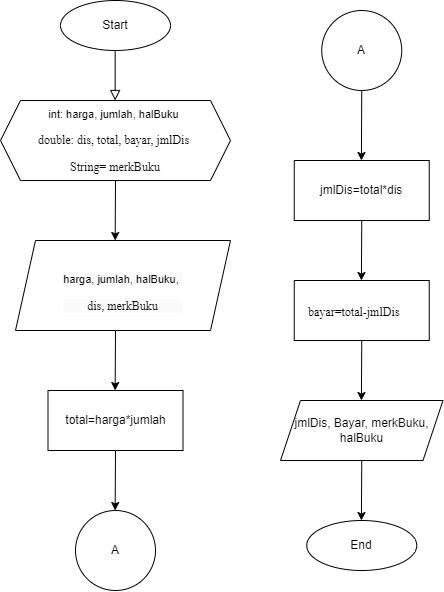 Start
int: harga, jumlah, halBuku
double: dis, total, bayar, jmlDis
String= merkBuku
harga, jumlah, halBuku,
dis, merkBuku
total=harga*jumlah
A
A
jmlDis=total*dis
bayar=total-jmlDis
jmlDis, Bayar, merkBuku,
halBuku
End